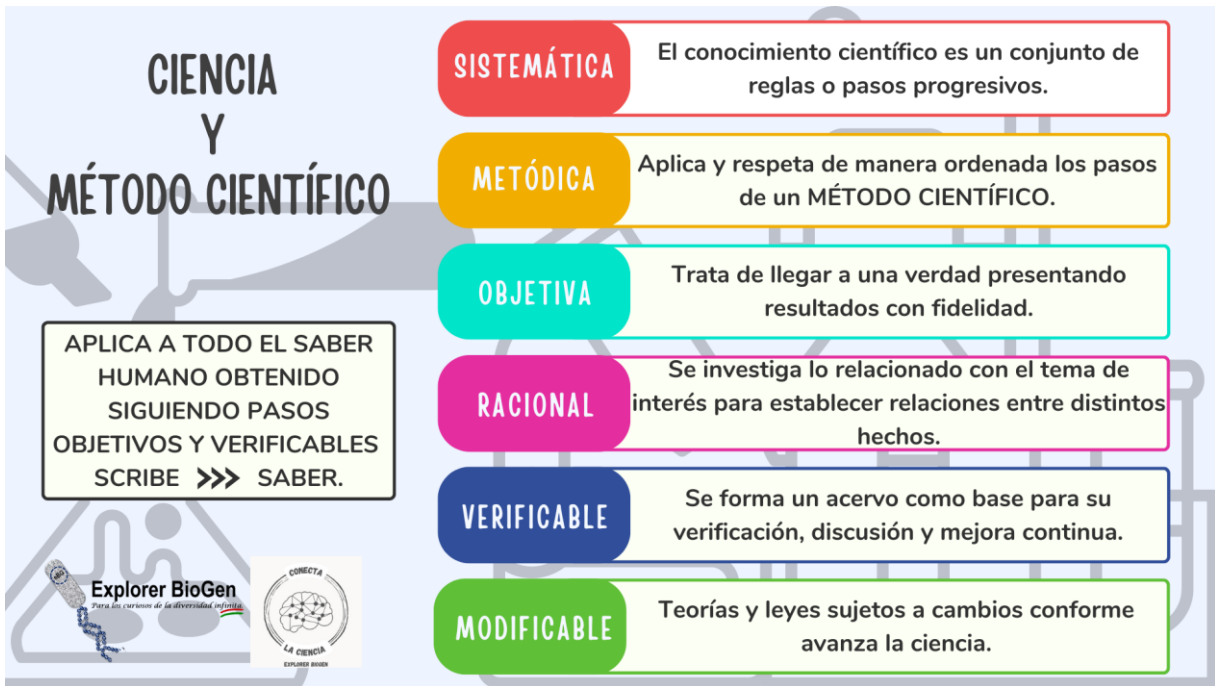 CIENCIA
Y
MÉTODO CIENTÍFICO
APLICA A TODO EL SABER
HUMANO OBTENIDO
SIGUIENDO PASOS
OBJETIVOS Y VERIFICABLES
SCRIBE >>> SABER.
Explorer BioGen
Para los curiosos de la diversidad infinita
CONECTA
LA CIENCIA
EXPLORER BIOGEN
SISTEMÁTICA
El conocimiento científico es un conjunto de
reglas o pasos progresivos.
METÓDICA
Aplica y respeta de manera ordenada los pasos
de un MÉTODO CIENTÍFICO.
OBJETIVA
Trata de llegar a una verdad presentando
resultados con fidelidad.
RACIONAL
Se investiga lo relacionado con el tema de
interés para establecer relaciones entre distintos
hechos.
VERIFICABLE
Se forma un acervo como base para su
verificación, discusión y mejora continua.
MODIFICABLE
Teorías y leyes sujetos a cambios conforme
avanza la ciencia.